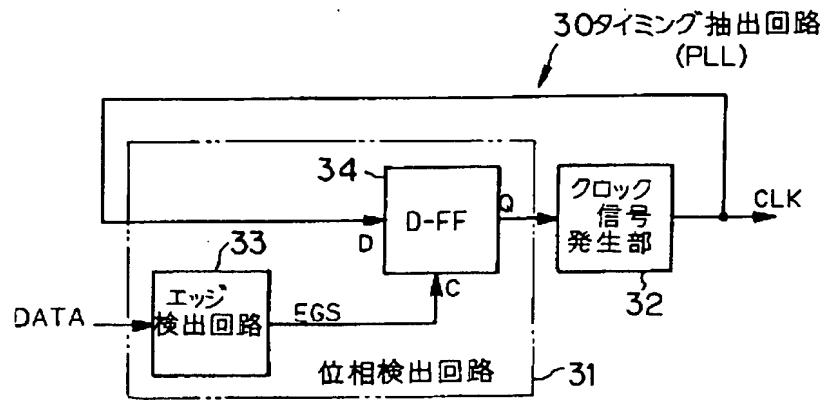 30タイミング抽出回路
(PLL)
34
D-FF
Q
D
C
クロック
信号
発生部
CLK
32
33
エッジ
検出回路
DATA
EGS
位相検出回路
31